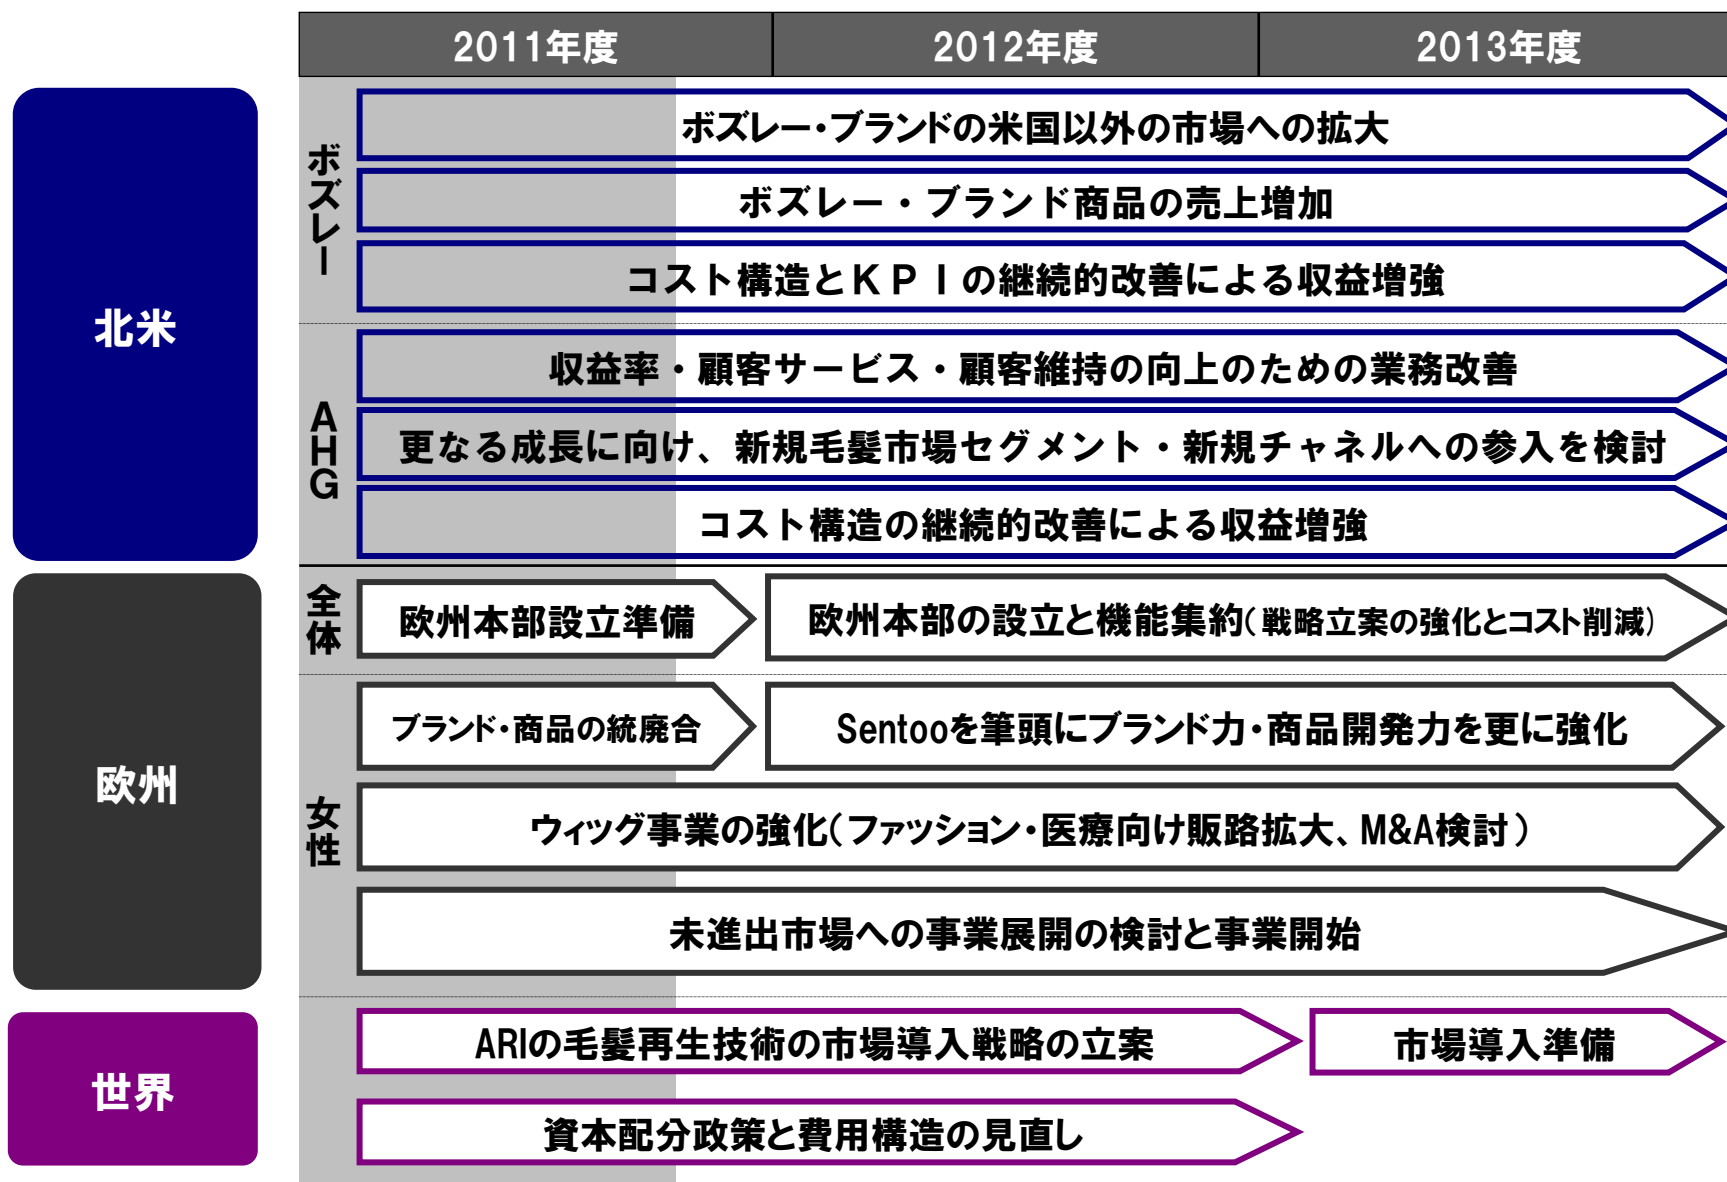 2011年度
2012年度
2013年度
北米
ボズレー
ボズレー・ブランドの米国以外の市場への拡大
ボズレー・ブランド商品の売上増加
コスト構造とKPIの継続的改善による収益増強
AHG
収益率・顧客サービス・顧客維持の向上のための業務改善
更なる成長に向け、新規毛髪市場セグメント・新規チャネルへの参入を検討
コスト構造の継続的改善による収益増強
欧州
全体
欧州本部設立準備
欧州本部の設立と機能集約(戦略立案の強化とコスト削減)
女性
ブランド・商品の統廃合
Sentooを筆頭にブランド力・商品開発力を更に強化
ウィッグ事業の強化(ファッション・医療向け販路拡大、M&A検討)
未進出市場への事業展開の検討と事業開始
世界
ARIの毛髪再生技術の市場導入戦略の立案
市場導入準備
資本配分政策と費用構造の見直し